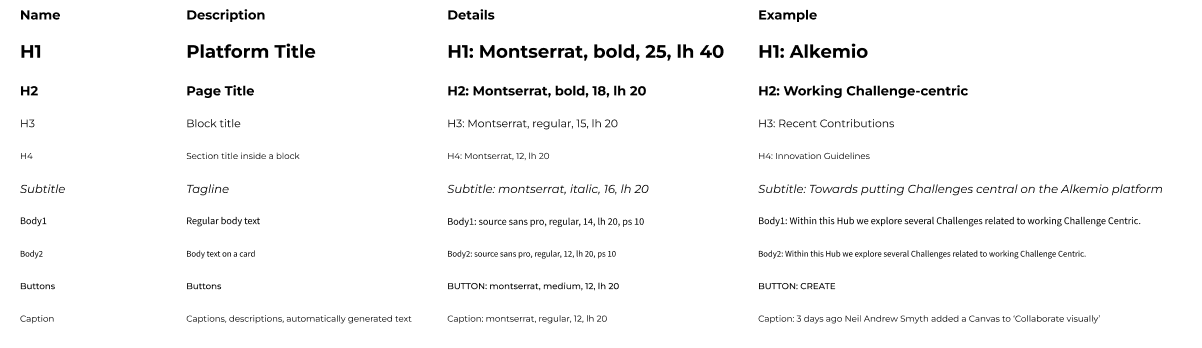 Name Description Details Example
H1 Platform Title H1: Montserrat, bold, 25, lh 40 H1: Alkemio
H2 Page Title H2: Montserrat, bold, 18, lh 20 H2: Working Challenge-centric
H3 Block title H3: Montserrat, regular, 15, lh 20 H3: Recent Contributions
H4 Section title inside a block H4: Montserrat, 12, lh 20 H4: Innovation Guidelines
Subtitle Tagline Subtitle: montserrat, italic, 16, lh 20 Subtitle: Towards putting Challenges central on the Alkemio platform
Body1 Regular body text Body1: source sans pro, regular, 14, lh 20, ps 10 Body1: Within this Hub we explore several Challenges related to working Challenge Centric.
Body2 Body text on a card Body2: source sans pro, regular, 12, lh 20, ps 10 Body2: Within this Hub we explore several Challenges related to working Challenge Centric.
Buttons Buttons BUTTON: montserrat, medium, 12, lh 20 BUTTON: CREATE
Caption Captions, descriptions, automatically generated text Caption: montserrat, regular, 12, lh 20 Caption: 3 days ago Neil Andrew Smyth added a Canvas to ‘Collaborate visually’